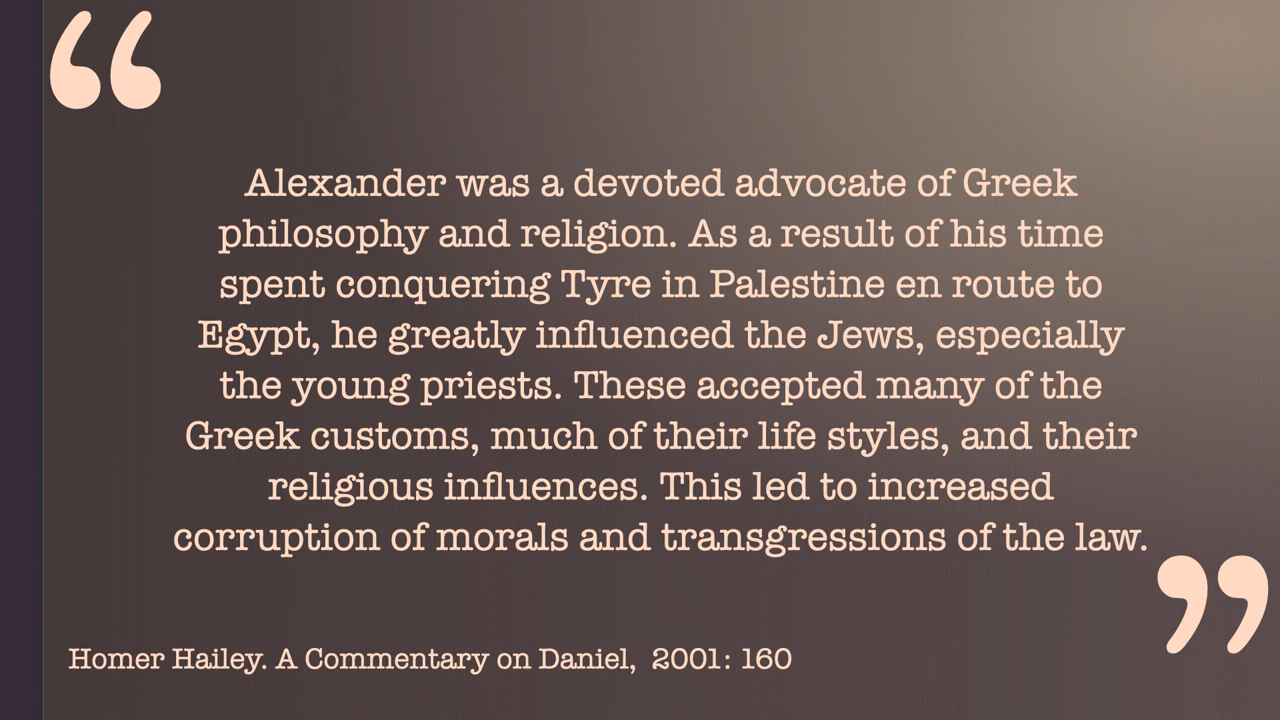 “
Alexander was a devoted advocate of Greek
philosophy and religion. As a result of his time
spent conquering Tyre in Palestine en route to
Egypt, he greatly influenced the Jews, especially
the young priests. These accepted many of the
Greek customs, much of their life styles, and their
religious influences. This led to increased
corruption of morals and transgressions of the law.
”
Homer Hailey. A Commentary on Daniel,  2001: 160